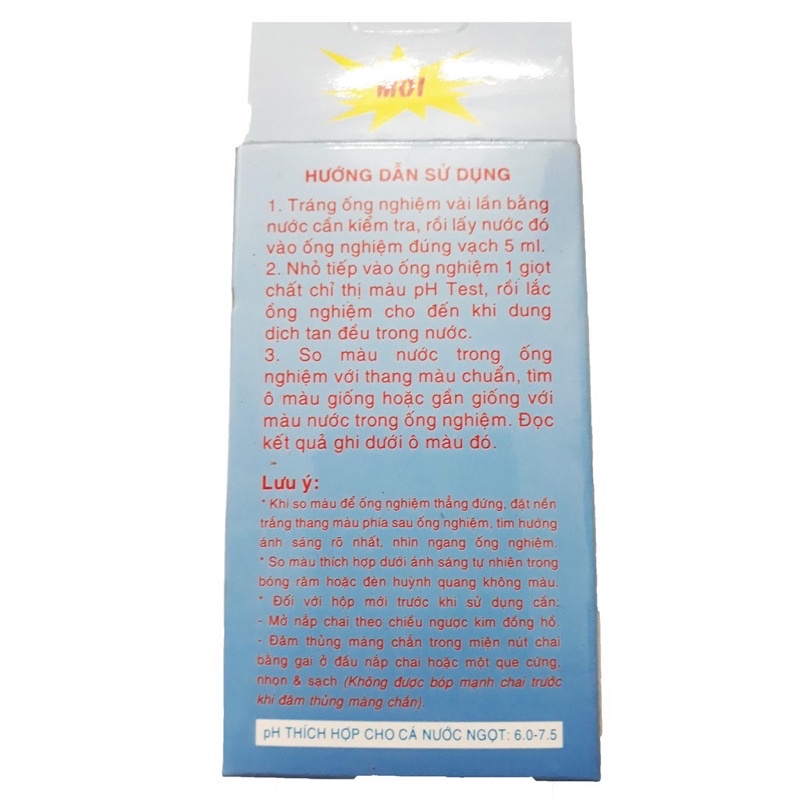 MỚI
HƯỚNG DẪN SỬ DỤNG
1. Tráng ống nghiệm vài lần bằng
nước cần kiểm tra, rồi lấy nước đó
vào ống nghiệm đúng vạch 5 ml.
2. Nhỏ tiếp vào ống nghiệm 1 giọt
chất chỉ thị màu pH Test, rồi lắc
ống nghiệm cho đến khi dung
dịch tan đều trong nước.
3. So màu nước trong ống
nghiệm với thang màu chuẩn, tìm
ô màu giống hoặc gần giống với
màu nước trong ống nghiệm. Đọc
kết quả ghi dưới ô màu đó.
Lưu ý:
* Khi so màu để ống nghiệm thẳng đứng, đặt nền
trắng thang màu phía sau ống nghiệm, tìm hướng
ánh sáng rõ nhất, nhìn ngang ống nghiệm.
* So màu thích hợp dưới ánh sáng tự nhiên trong
bóng râm hoặc đèn huỳnh quang không màu.
* Đối với hộp mới trước khi sử dụng cần:
- Mở nắp chai theo chiều ngược kim đồng hồ.
- Đâm thủng màng chắn trong miện nút chai
bằng gai ở đầu nắp chai hoặc một que cứng,
nhọn & sạch (Không được bóp mạnh chai trước
khi đâm thủng màng chắn).
pH THÍCH HỢP CHO CÁ NƯỚC NGỌT: 6.0-7.5